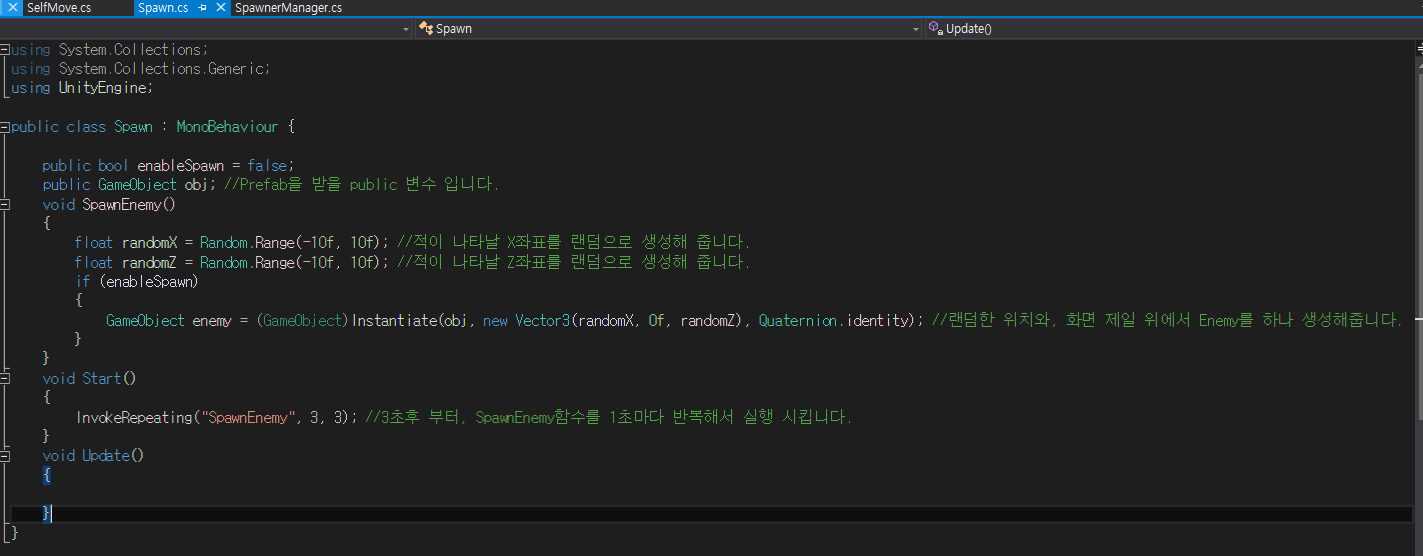 SelfMove.cs Spawn.cs SpawnerManager.cs
Spawn Update()
using System.Collections;
using System.Collections.Generic;
using UnityEngine;
public class Spawn : MonoBehaviour {
public bool enableSpawn = false;
public GameObject obj; //Prefab을 받을 public 변수 입니다.
void SpawnEnemy()
{
float randomX = Random.Range(-10f, 10f); //적이 나타날 X좌표를 랜덤으로 생성해 줍니다.
float randomZ = Random.Range(-10f, 10f); //적이 나타날 Z좌표를 랜덤으로 생성해 줍니다.
if (enableSpawn)
{
GameObject enemy = (GameObject)Instantiate(obj, new Vector3(randomX, 0f, randomZ), Quaternion.identity); //랜덤한 위치와, 화면 제일 위에서 Enemy를 하나 생성해줍니다.
}
}
void Start()
{
InvokeRepeating("SpawnEnemy", 3, 3); //3초후 부터, SpawnEnemy함수를 1초마다 반복해서 실행 시킵니다.
}
void Update()
{
}
}